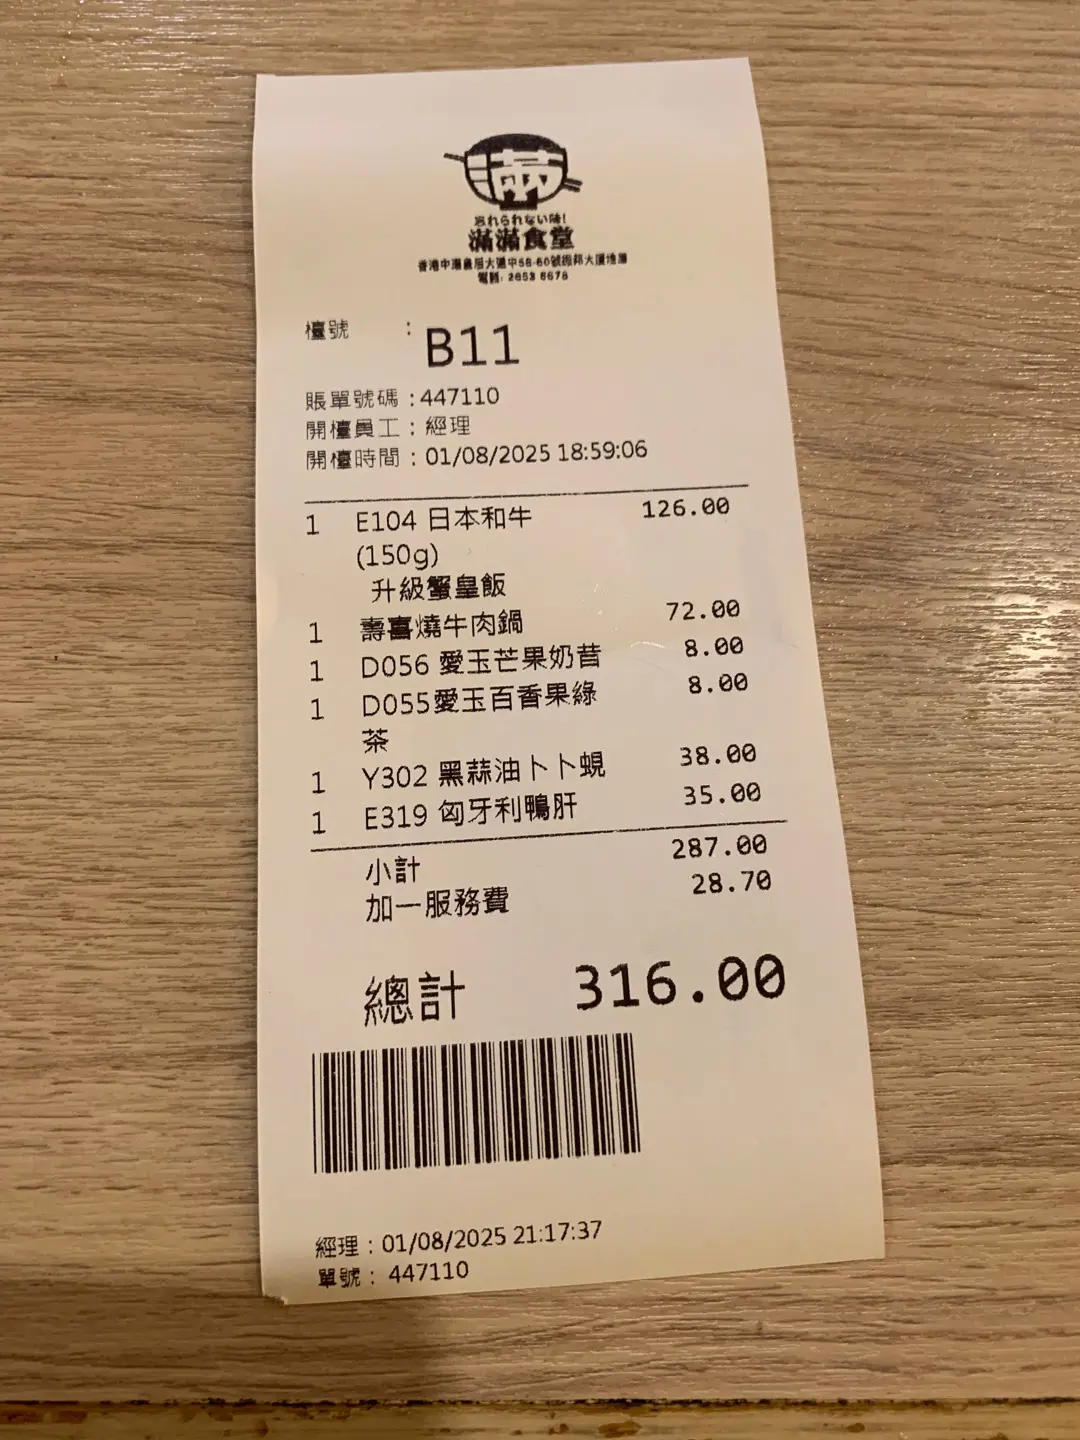 満
忘れられない味!
滿滿食堂
電話: 2653 6678
檯號 : B11
賬單號碼 : 447110
開檯員工 : 經理
開檯時間 : 01/08/2025 18:59:06
1 E104 日本和牛 126.00
(150g)
升級蟹皇飯
1 壽喜燒牛肉鍋 72.00
1 D056 愛玉芒果奶昔 8.00
1 D055愛玉百香果綠 8.00
茶
1 Y302 黑蒜油卜卜蜆 38.00
1 E319 匈牙利鴨肝 35.00
小計 287.00
加一服務費 28.70
總計 316.00
經理 : 01/08/2025 21:17:37
單號 : 447110